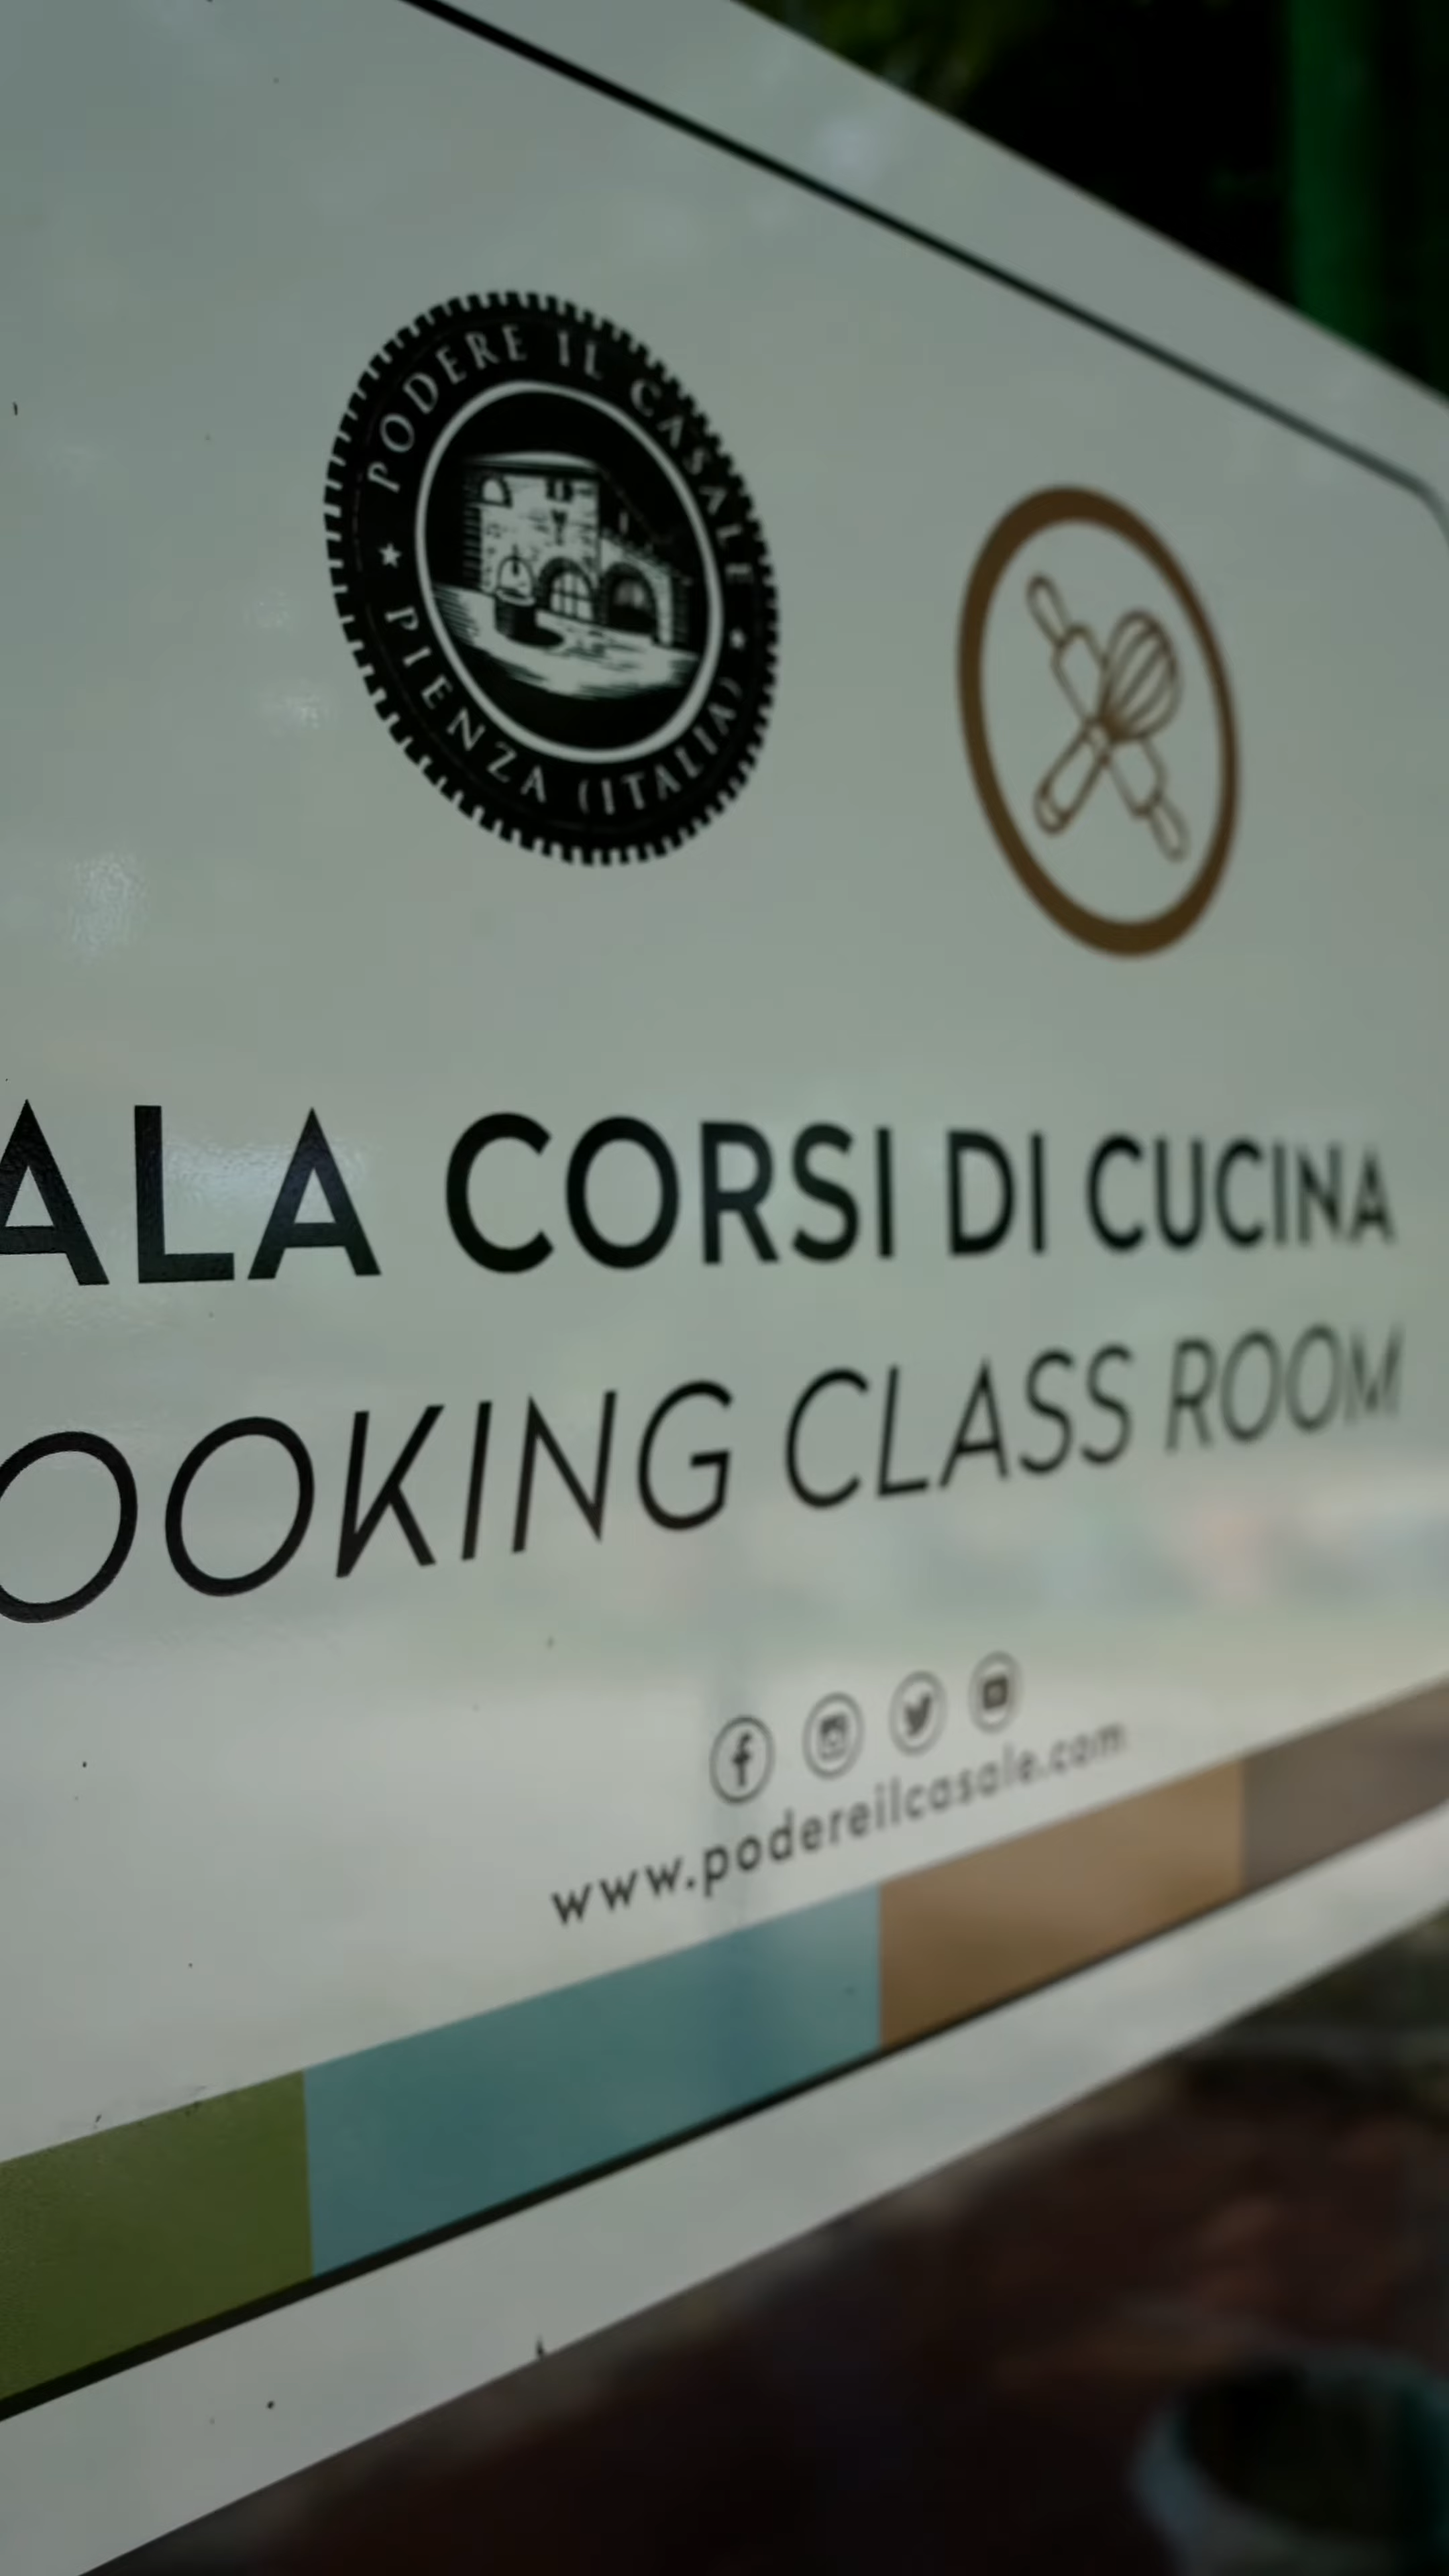 PODERE IL CASALE
PIENZA (ITALIA)
ALA CORSI DI CUCINA
OOKING CLASS ROOM
www.podereilcasale.com